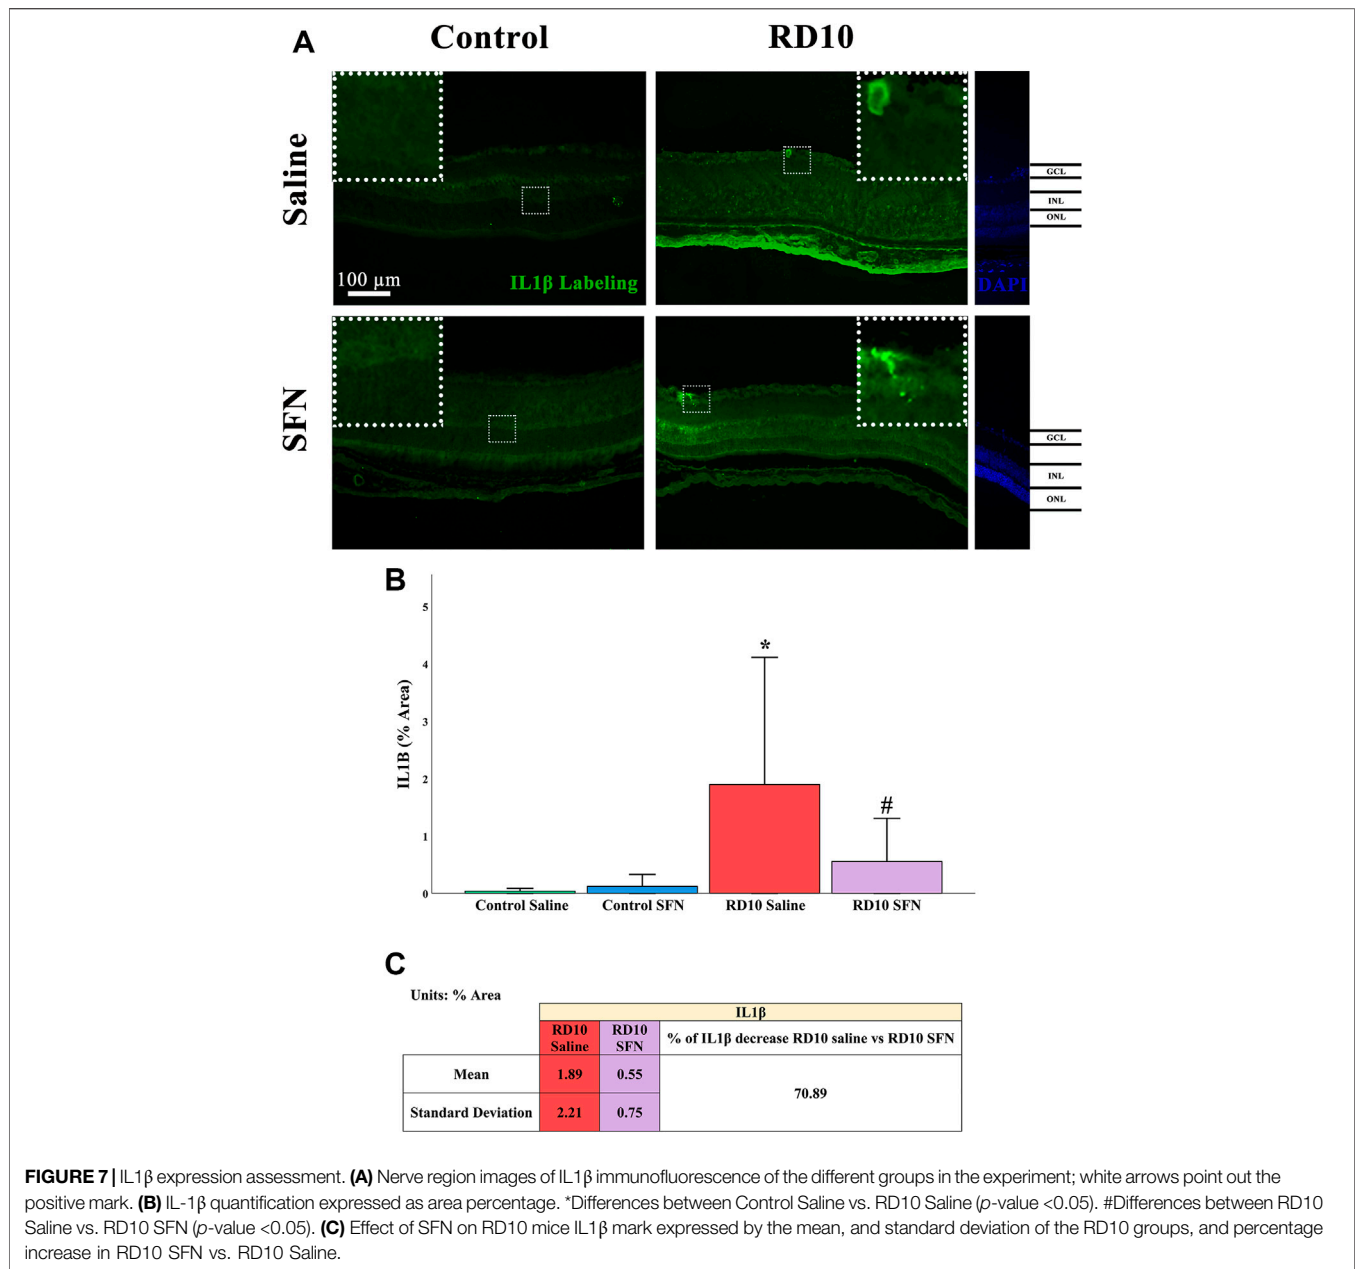 A
Control
RD10
Saline
SFN
100 µm
IL1β Labeling
DAPI
GCL
INL
ONL
GCL
INL
ONL
B
IL1B (% Area)
5
4
3
2
1
0
*
#
Control Saline
Control SFN
RD10 Saline
RD10 SFN
C
Units: % Area
IL1β
RD10 Saline
RD10 SFN
% of IL1β decrease RD10 saline vs RD10 SFN
Mean
1.89
0.55
70.89
Standard Deviation
2.21
0.75
FIGURE 7 | IL1β expression assessment. (A) Nerve region images of IL1β immunofluorescence of the different groups in the experiment; white arrows point out the
positive mark. (B) IL-1β quantification expressed as area percentage. *Differences between Control Saline vs. RD10 Saline (p-value <0.05). #Differences between RD10
Saline vs. RD10 SFN (p-value <0.05). (C) Effect of SFN on RD10 mice IL1β mark expressed by the mean, and standard deviation of the RD10 groups, and percentage
increase in RD10 SFN vs. RD10 Saline.